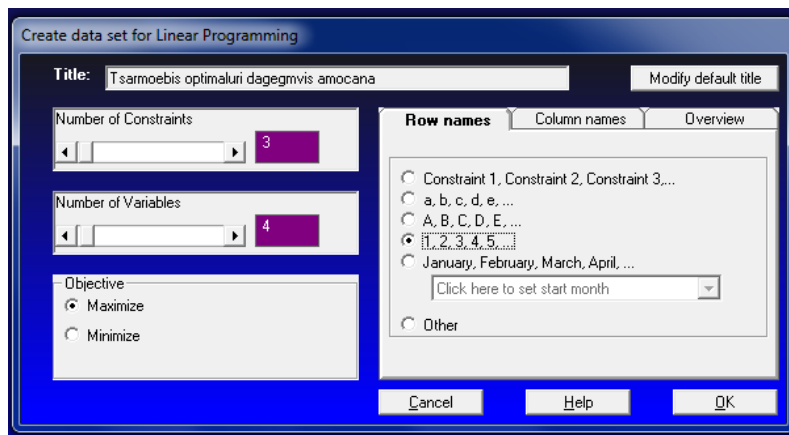 Create data set for Linear Programming
Title: Tsarmoebis optimaluri dagegmvis amocana
Modify default title
Number of Constraints
3
Number of Variables
4
Objective
Maximize
Minimize
Row names
Column names
Overview
Constraint 1, Constraint 2, Constraint 3,...
a, b, c, d, e, ...
A, B, C, D, E, ...
1, 2, 3, 4, 5, ...
January, February, March, April, ...
Click here to set start month
Other
Cancel
Help
OK